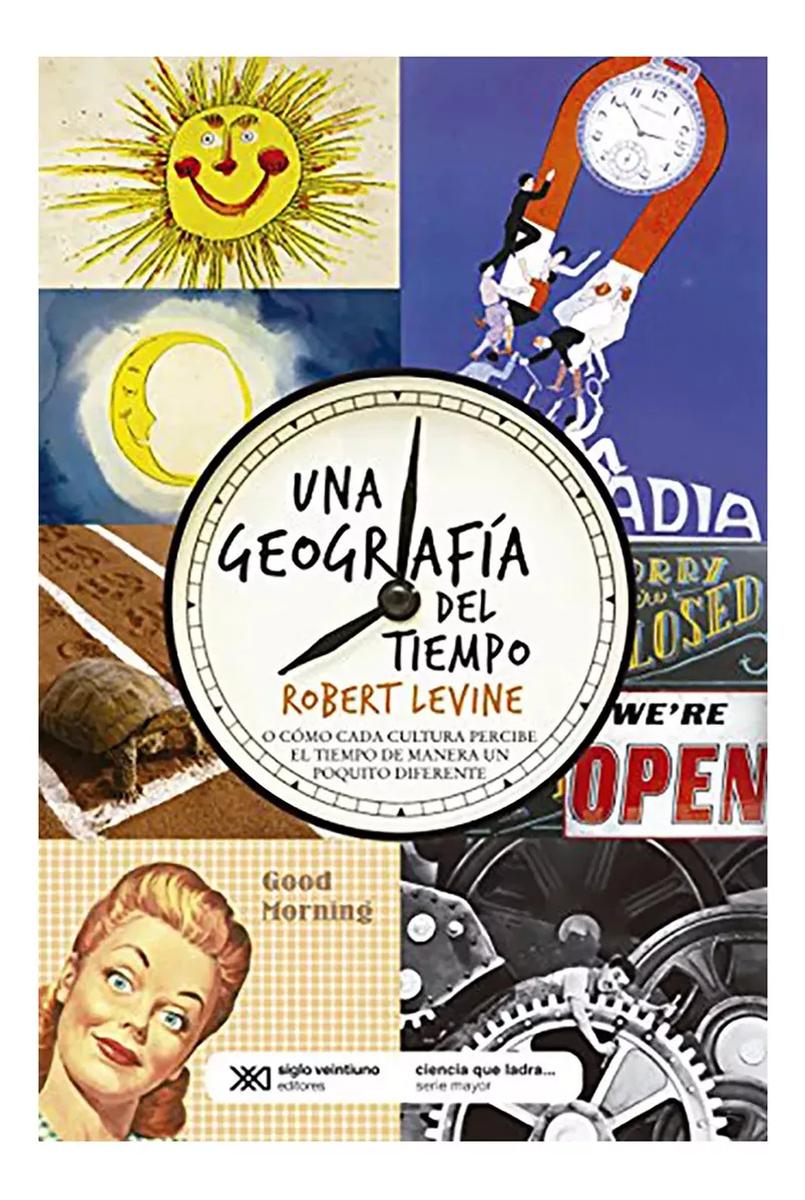 UNA
GEOGRAFÍA
DEL
TIEMPO
ROBERT LEVINE
O CÓMO CADA CULTURA PERCIBE
EL TIEMPO DE MANERA UN
POQUITO DIFERENTE
ADIA
ORRY
CLOSED
WE'RE
OPEN
Good
Morning
siglo veintiuno
editores
ciencia que ladra...
serie mayor